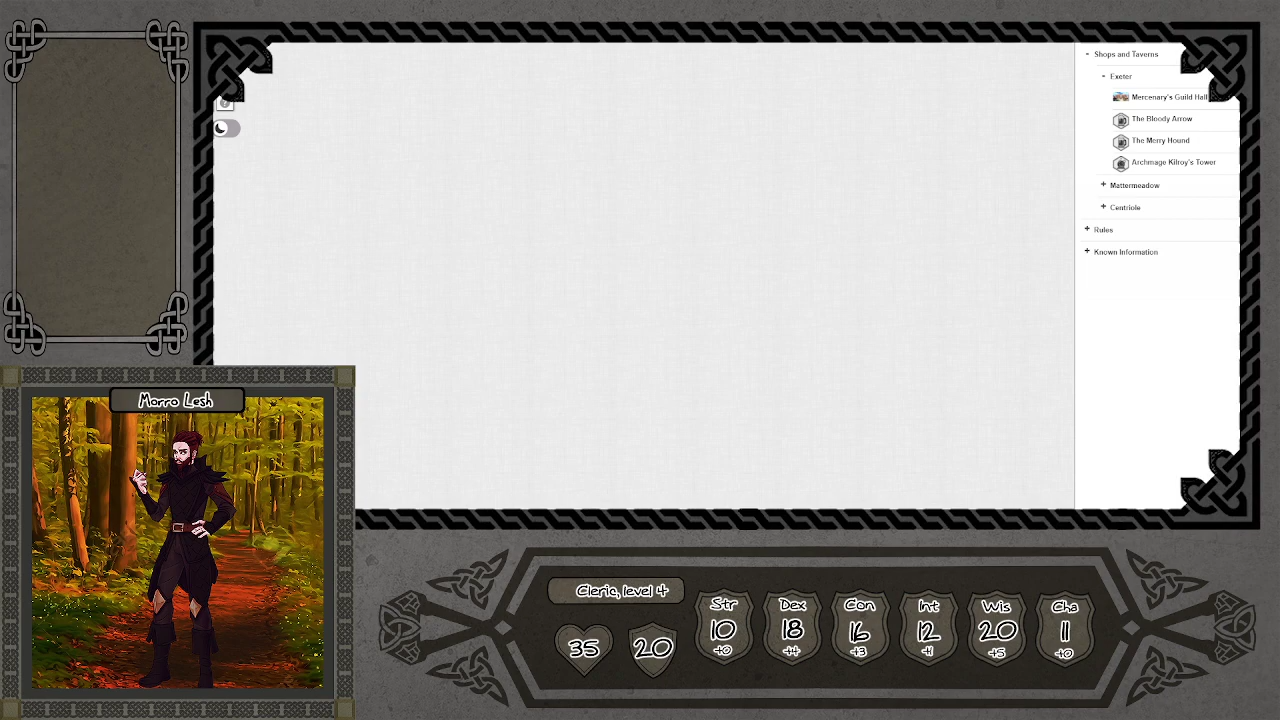 - Shops and Taverns
- Exeter
Mercenary's Guild Hall
The Bloody Arrow
The Merry Hound
Archmage Kilroy's Tower
+ Mattermeadow
+ Centriole
+ Rules
+ Known Information
Morro Lesh
Cleric, level 4
35
20
Str
10
+0
Dex
18
+4
Con
16
+3
Int
12
+1
Wis
20
+5
Cha
11
+0